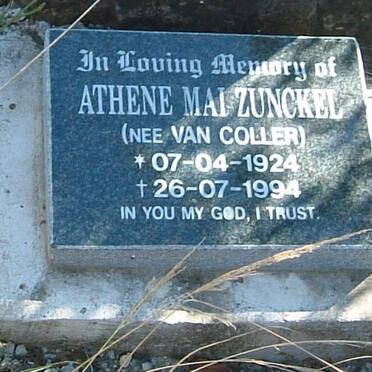 In Loving Memory of
ATHENE MAI ZUNCKEL
(NEE VAN COLLER)
* 07-04-1924
† 26-07-1994
IN YOU MY GOD, I TRUST.